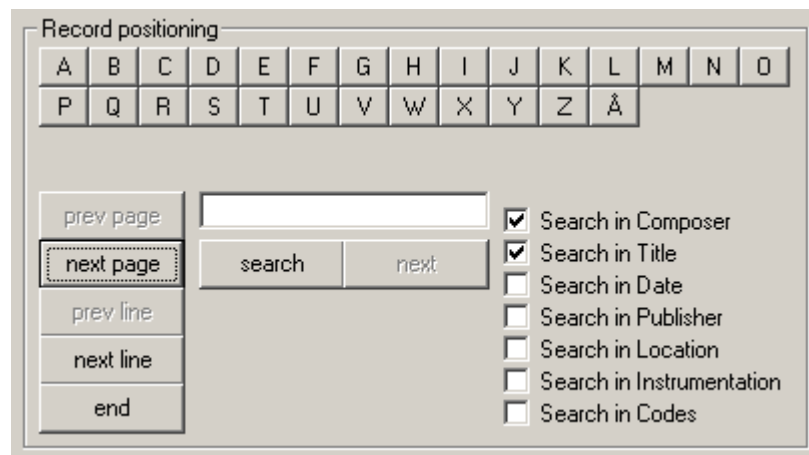 Record positioning
A B C D E F G H I J K L M N O
P Q R S T U V W X Y Z Å
prev page
next page
prev line
next line
end
search next
Search in Composer
Search in Title
Search in Date
Search in Publisher
Search in Location
Search in Instrumentation
Search in Codes